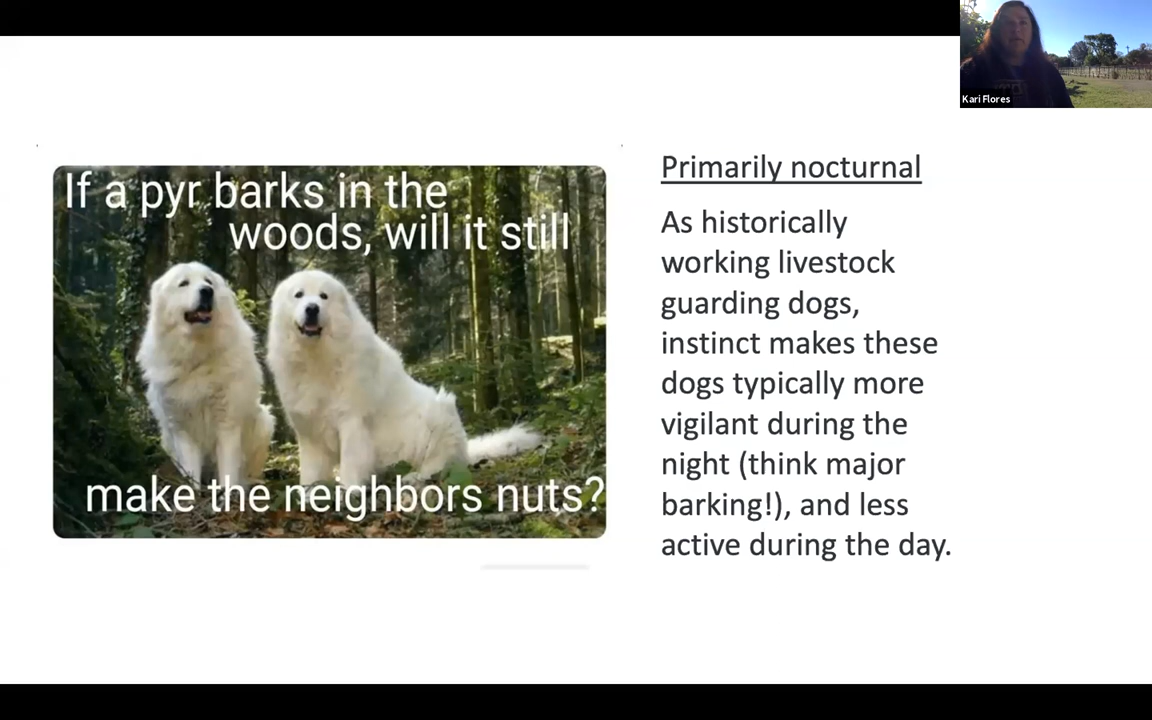 Kari Flores
If a pyr barks in the
woods, will it still
make the neighbors nuts?
Primarily nocturnal
As historically
working livestock
guarding dogs,
instinct makes these
dogs typically more
vigilant during the
night (think major
barking!), and less
active during the day.